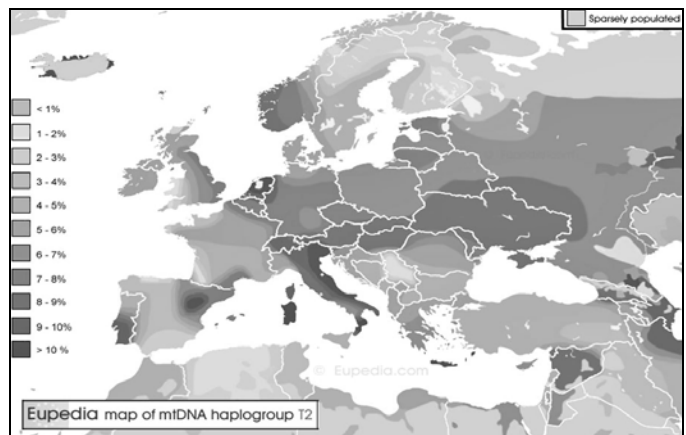 Sparsely populated
< 1%
1 - 2%
2 - 3%
3 - 4%
4 - 5%
5 - 6%
6 - 7%
7 - 8%
8 - 9%
9 - 10%
> 10 %
© Eupedia.com
Eupedia map of mtDNA haplogroup T2